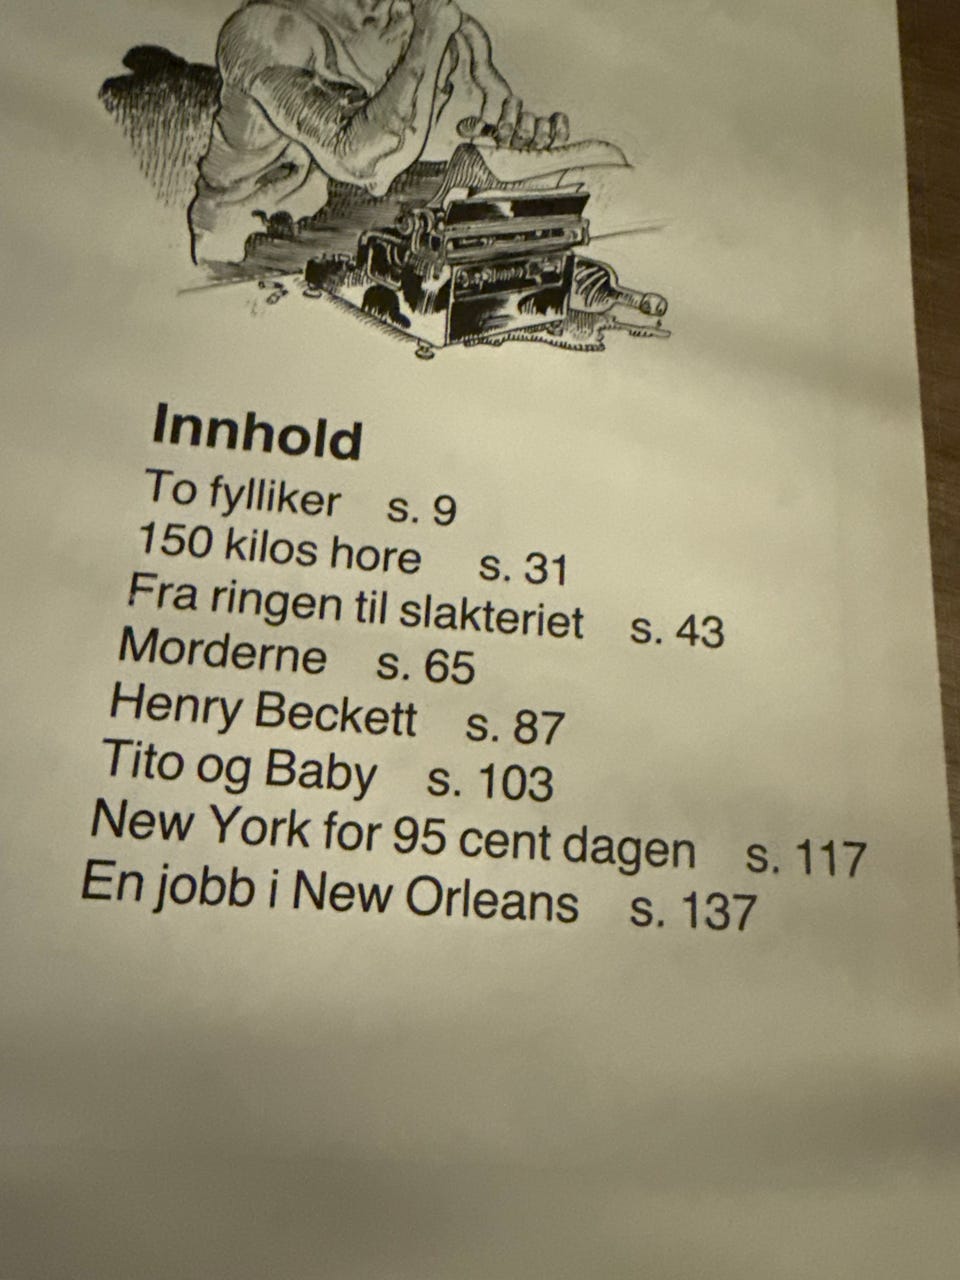 Innhold
To fylliker s. 9
150 kilos hore s. 31
Fra ringen til slakteriet s. 43
Morderne s. 65
Henry Beckett s. 87
Tito og Baby s. 103
New York for 95 cent dagen s. 117
En jobb i New Orleans s. 137